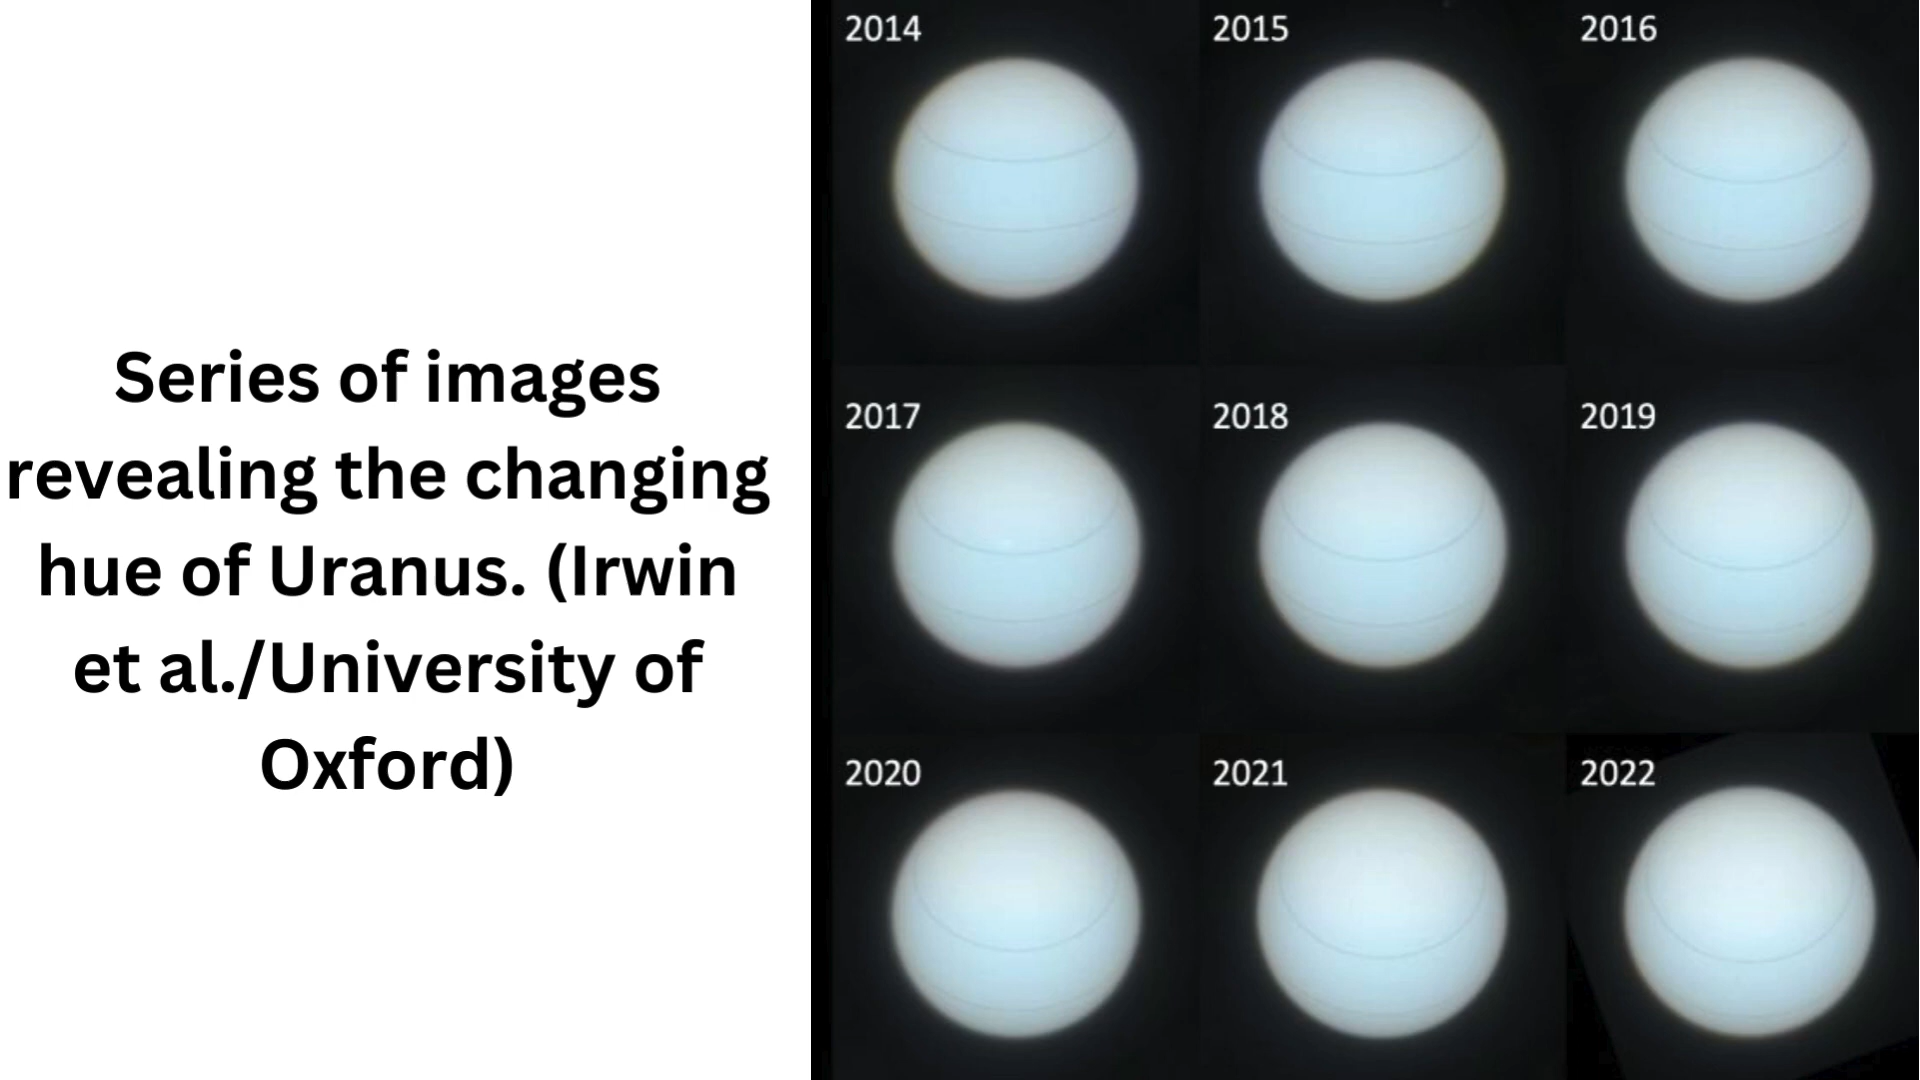 Series of images
revealing the changing
hue of Uranus. (Irwin
et al./University of
Oxford)
2014
2015
2016
2017
2018
2019
2020
2021
2022